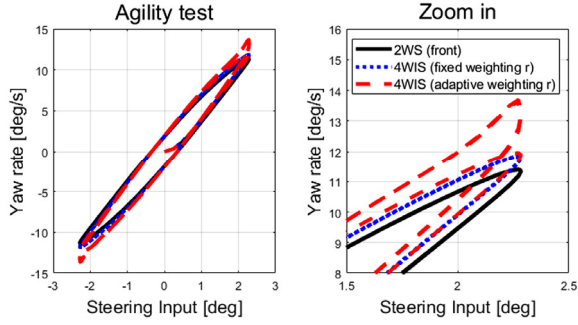 Agility test
Yaw rate [deg/s]
15
10
5
0
-5
-10
-15
-3
-2
-1
0
1
2
3
Steering Input [deg]
Zoom in
Yaw rate [deg/s]
16
15
14
13
12
11
10
9
8
1.5
2
2.5
Steering Input [deg]
2WS (front)
4WIS (fixed weighting r)
4WIS (adaptive weighting r)